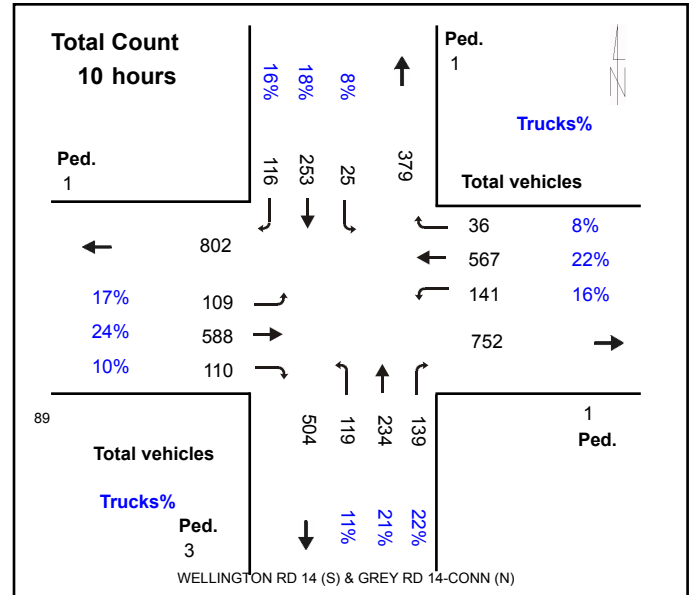 Total Count
10 hours
16%
18%
8%
116
253
25
379
Ped.
1
N
Trucks%
Total vehicles
Ped.
1
802
36 8%
567 22%
141 16%
752
17% 109
24% 588
10% 110
89
Total vehicles
Trucks%
Ped.
3
504
119
234
139
11%
21%
22%
1
Ped.
WELLINGTON RD 14 (S) & GREY RD 14-CONN (N)